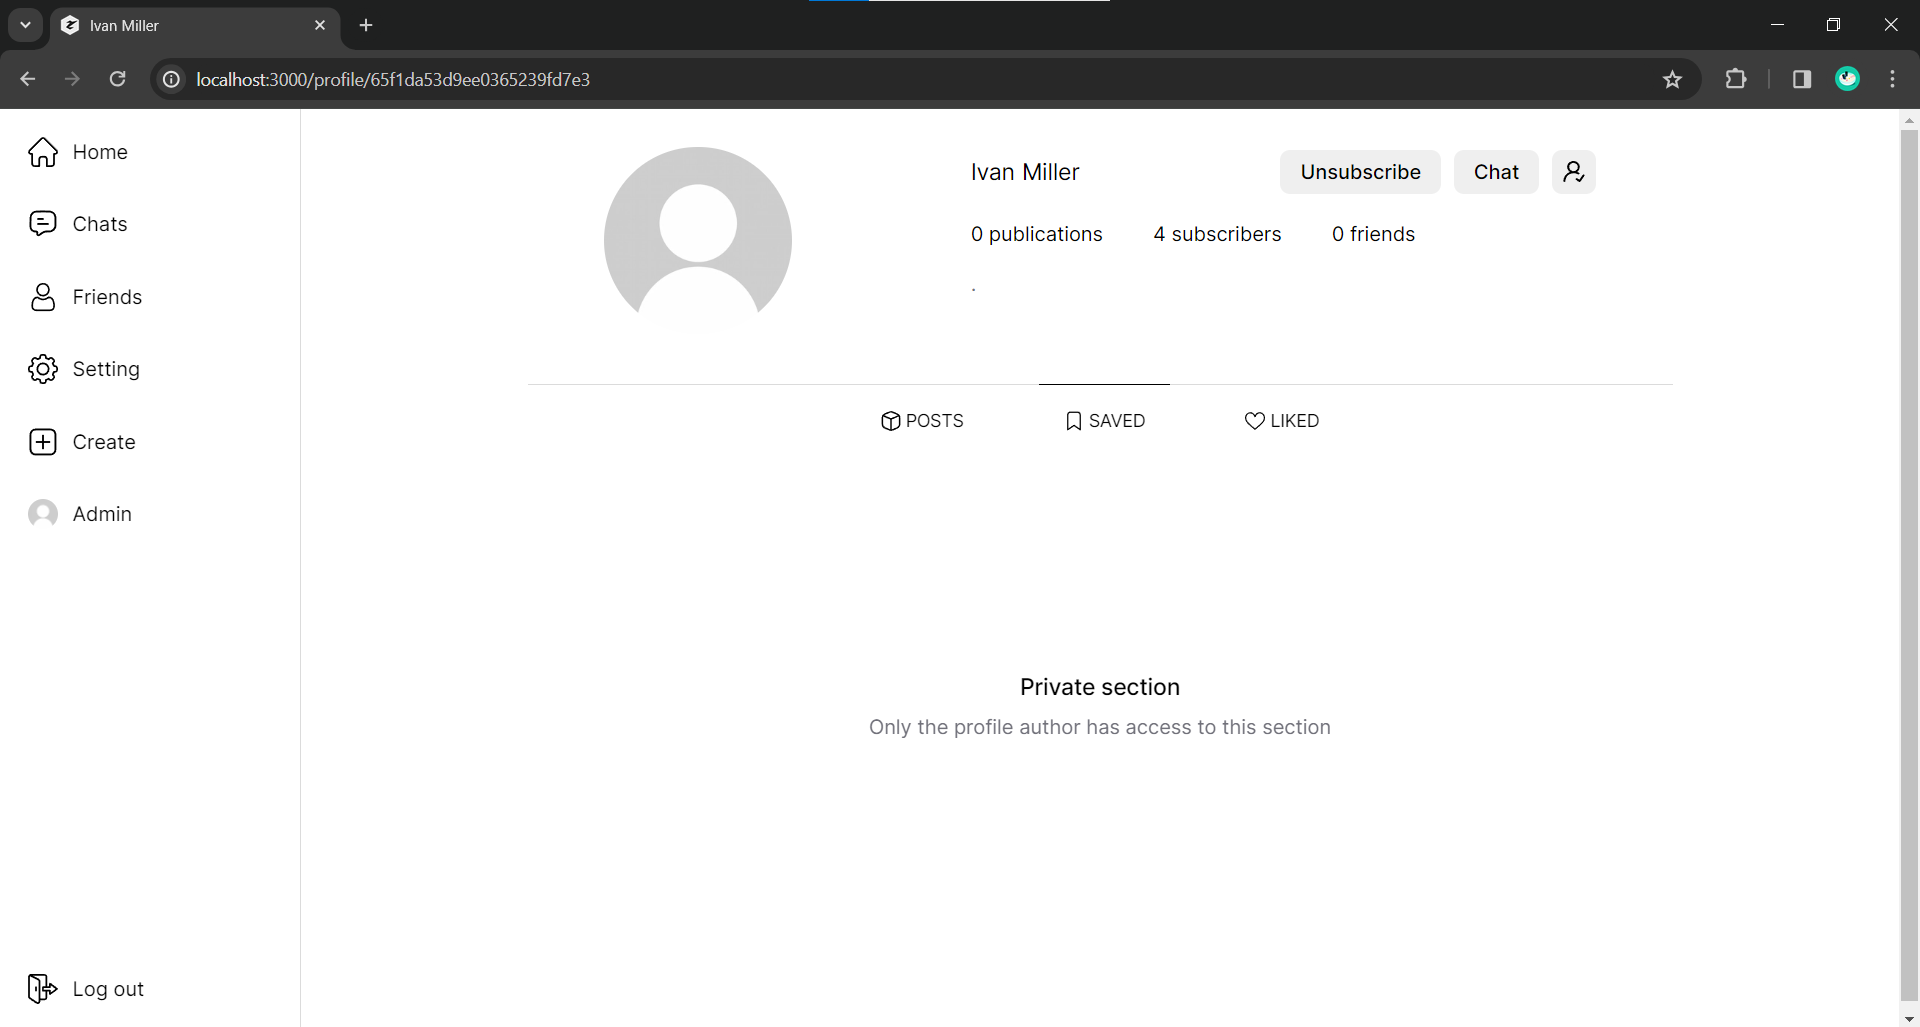 Ivan Miller
localhost:3000/profile/65f1da53d9ee0365239fd7e3
Home
Chats
Friends
Setting
Create
Admin
Log out
Ivan Miller
Unsubscribe
Chat
0 publications
4 subscribers
0 friends
.
POSTS
SAVED
LIKED
Private section
Only the profile author has access to this section